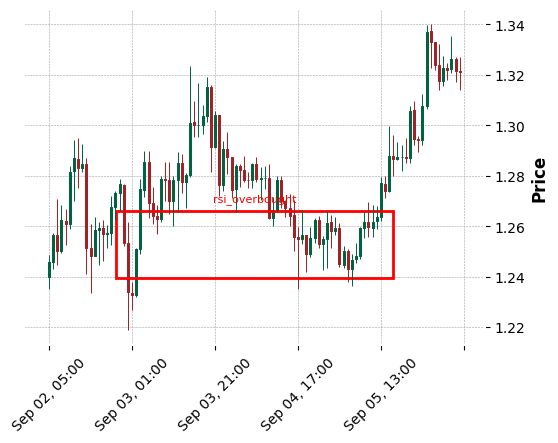 1.34
1.32
1.30
1.28
1.26
1.24
1.22
Price
rsi_overbought
Sep 02, 05:00
Sep 03, 01:00
Sep 03, 21:00
Sep 04, 17:00
Sep 05, 13:00